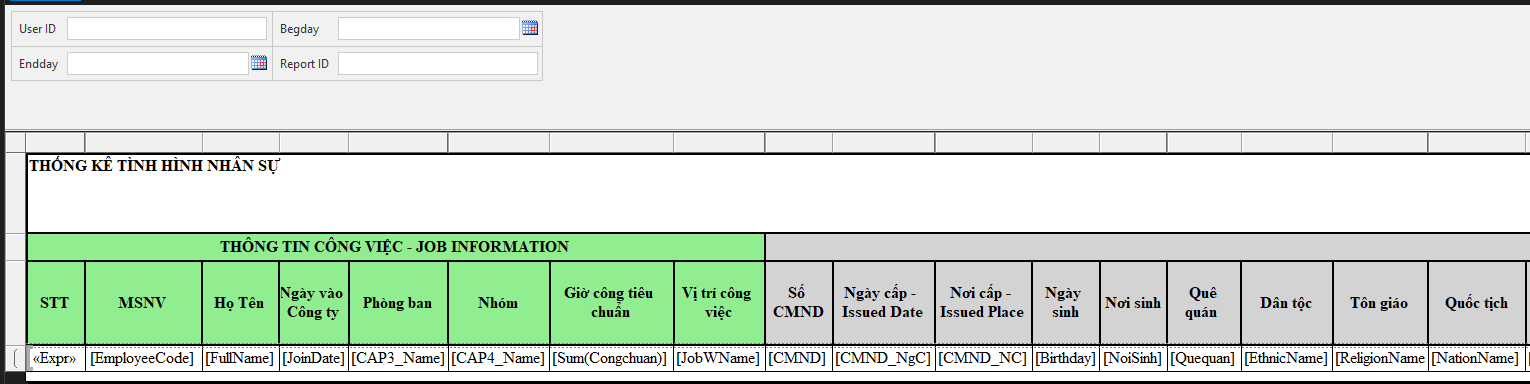 User ID Begday
Endday Report ID
THỐNG KÊ TÌNH HÌNH NHÂN SỰ
THÔNG TIN CÔNG VIỆC - JOB INFORMATION
STT MSNV Họ Tên Ngày vào Công ty Phòng ban Nhóm Giờ công tiêu chuẩn Vị trí công việc Số CMND Ngày cấp - Issued Date Nơi cấp - Issued Place Ngày sinh Nơi sinh Quê quán Dân tộc Tôn giáo Quốc tịch
«Expr» [EmployeeCode] [FullName] [JoinDate] [CAP3_Name] [CAP4_Name] [Sum(Congchuan)] [JobWName] [CMND] [CMND_NgC] [CMND_NC] [Birthday] [NoiSinh] [Quequan] [EthnicName] [ReligionName [NationName]